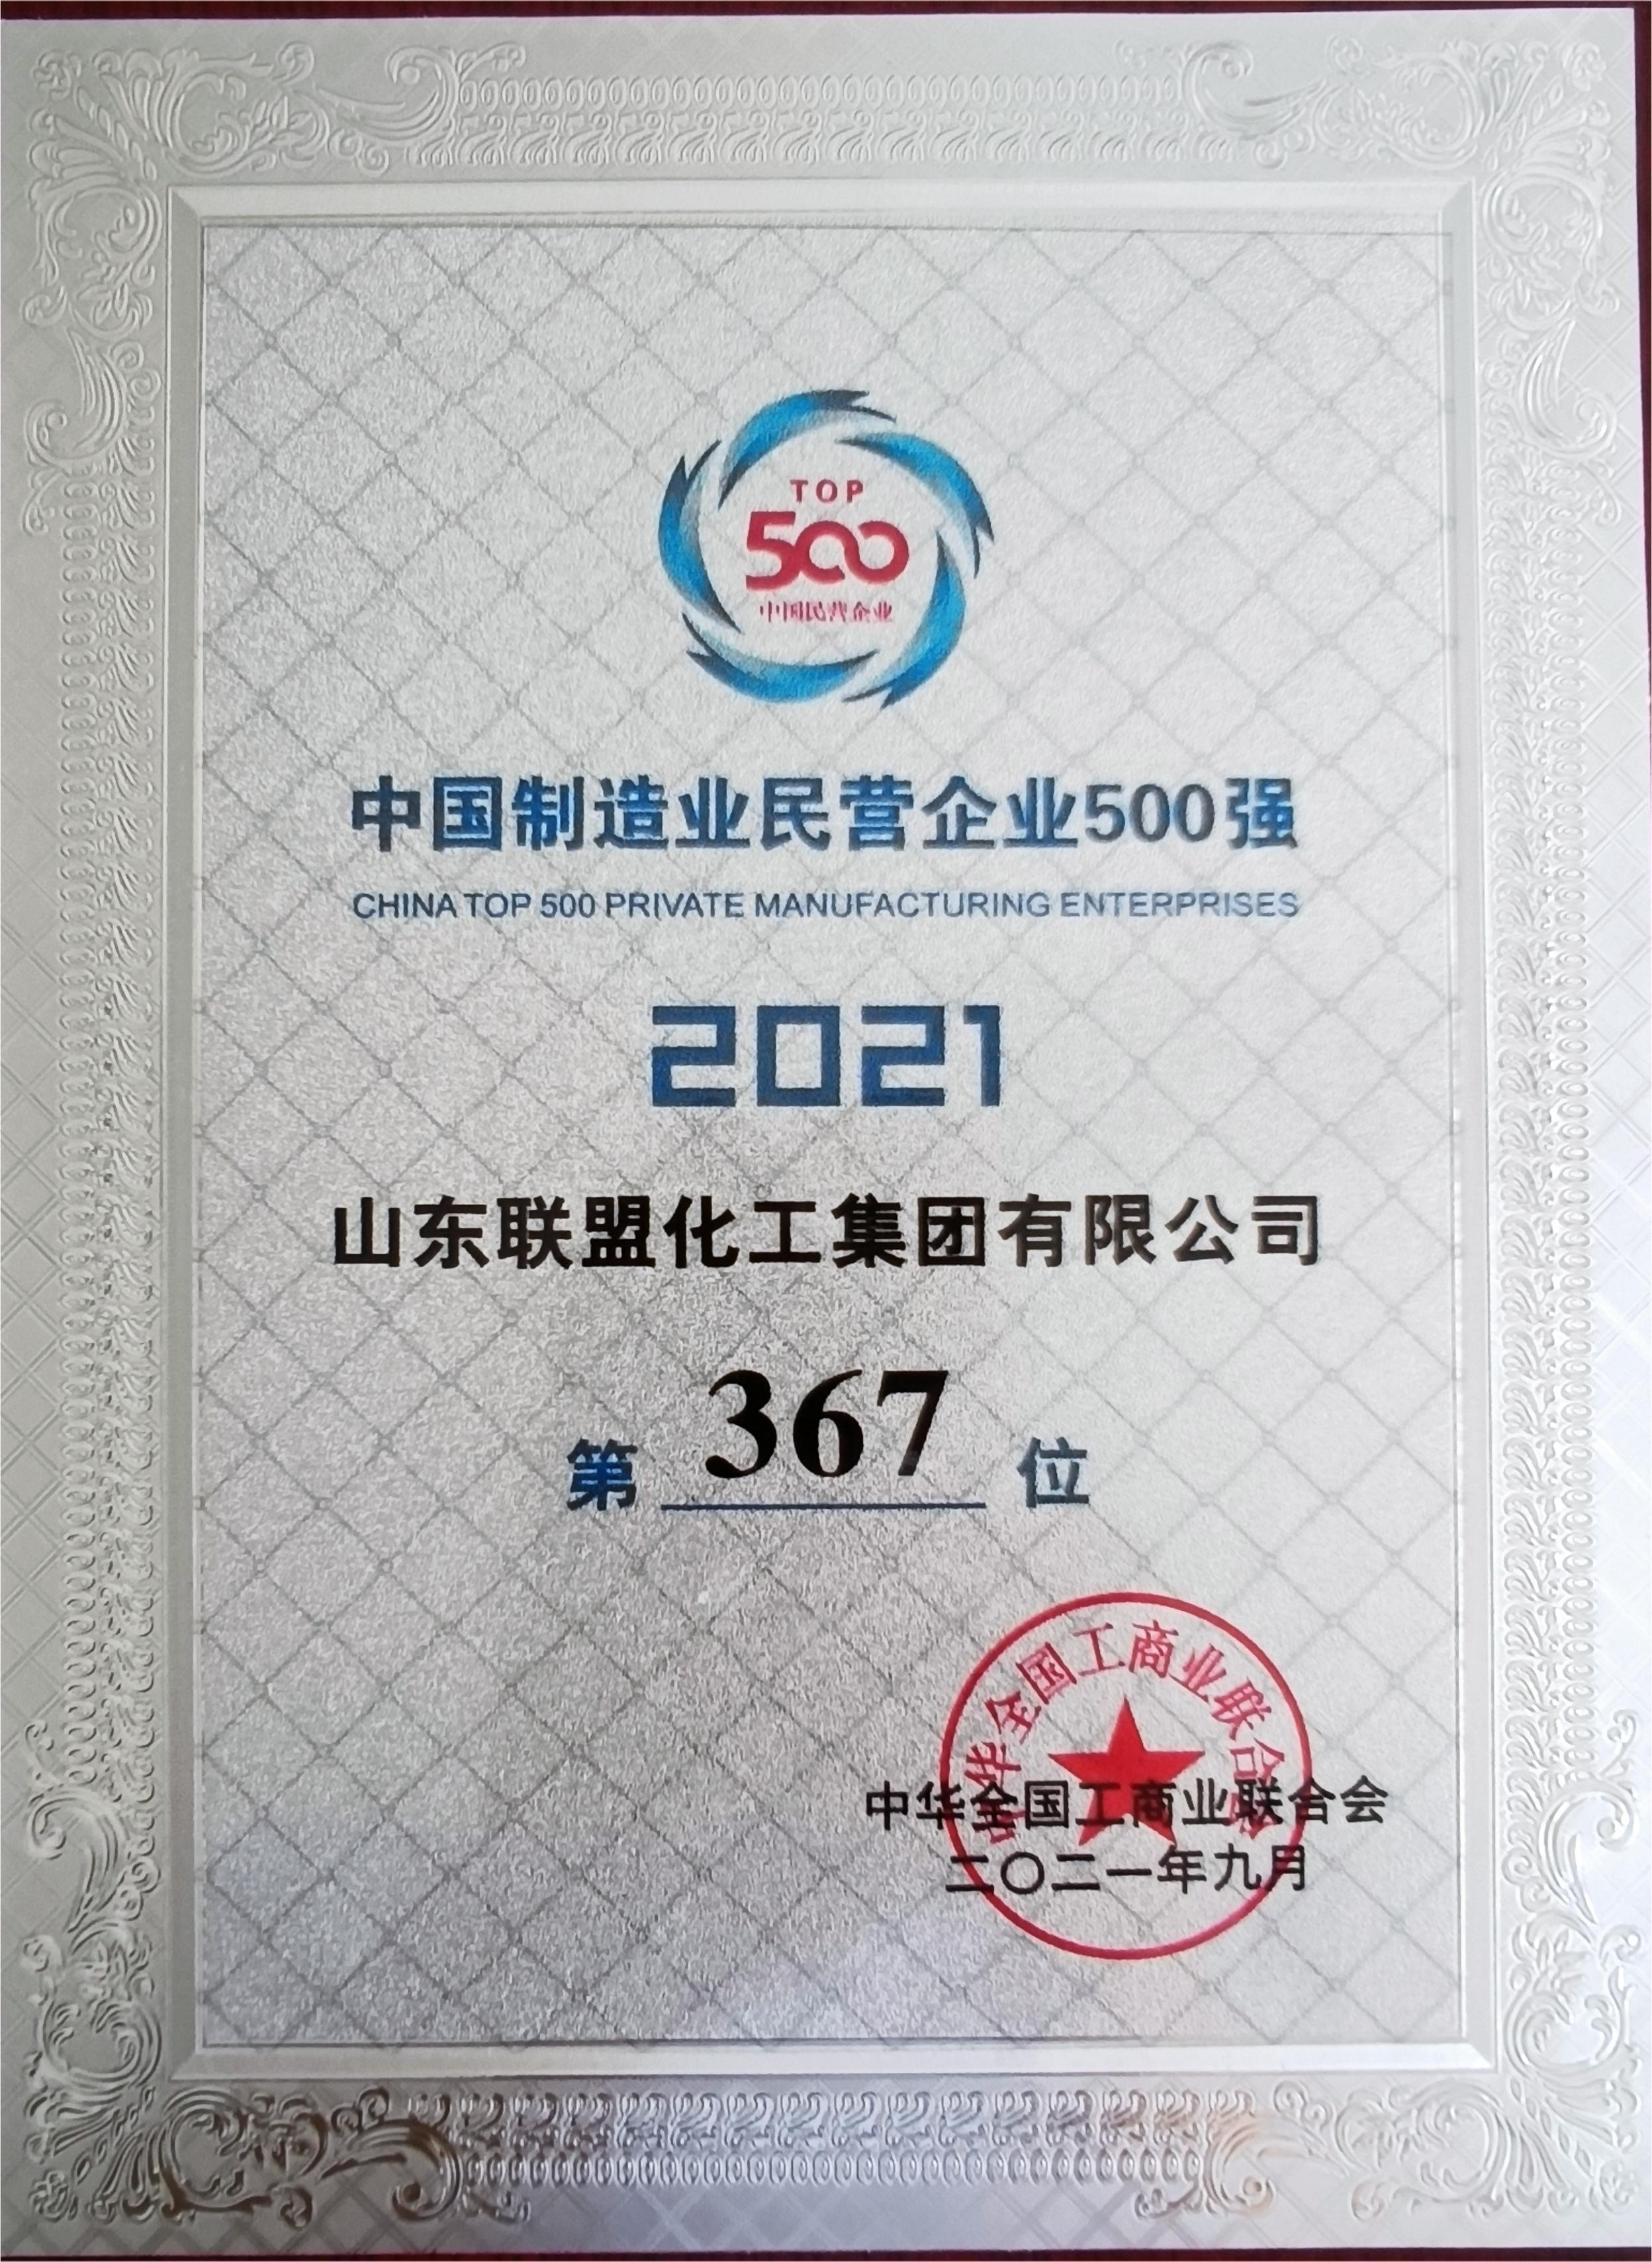 TOP
500
中国民营企业
中国制造业民营企业500强
CHINA TOP 500 PRIVATE MANUFACTURING ENTERPRISES
2021
山东联盟化工集团有限公司
第 367 位
中华全国工商业联合会
中华全国工商业联合会
二〇二一年九月